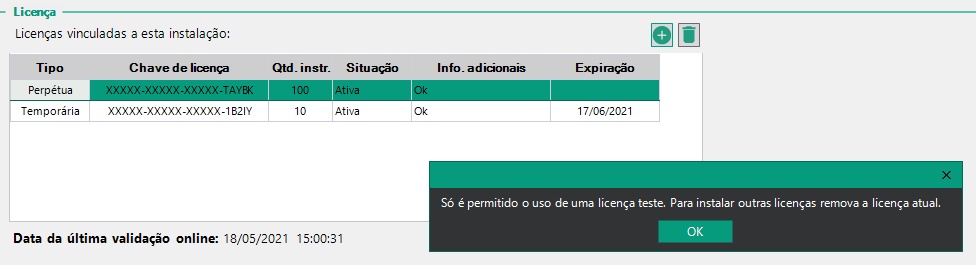 Licença
Licenças vinculadas a esta instalação:
Tipo Chave de licença Qtd. instr. Situação Info. adicionais Expiração
Perpétua XXXXX-XXXXX-XXXXX-TAYBK 100 Ativa Ok
Temporária XXXXX-XXXXX-XXXXX-1B2IY 10 Ativa Ok 17/06/2021
Só é permitido o uso de uma licença teste. Para instalar outras licenças remova a licença atual.
OK
Data da última validação online: 18/05/2021 15:00:31